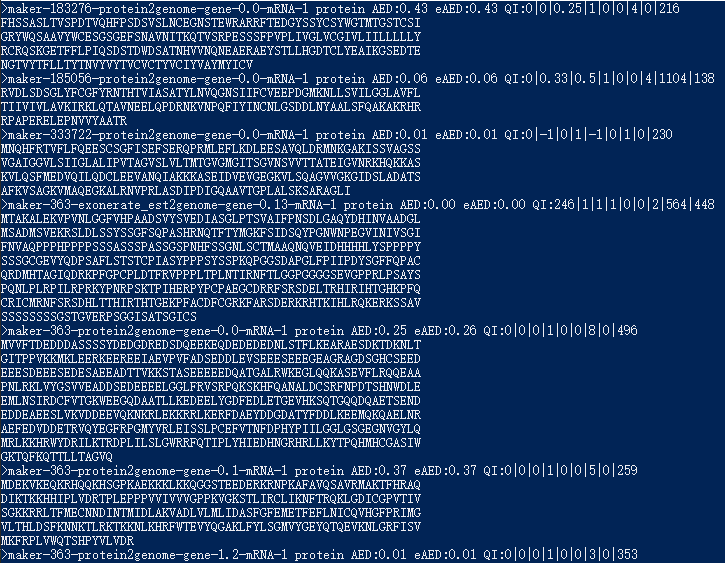 >maker-183276-protein2genome-gene-0.0-mRNA-1 protein AED:0.43 eAED:0.43 QI:0|0|0.25|1|0|0|4|0|216
FHSSASLTVSPDTVQHFPSDSVSLNCEGNSTEWRARRFTEDGYSSYCSYWGTMTGSTCSI
GRYWQSAVYWCESGSGEFSNAVNITKQTYVYLFIPVSRPESSSFPVPLIVGLVCGIVLIILLLLY
RCRQSKGETFFLPIQSDSFNQDSTDWDSATNHVVNQNEAERAEYSTLLHGDTCLYEAIKGSEDTE
NGTVYTFLLTYTNVYVYTVCVCTYVCIYVAYMYICV
>maker-185056-protein2genome-gene-0.0-mRNA-1 protein AED:0.06 eAED:0.06 QI:0|0.33|0.5|1|0|0|4|1104|138
RVDLSDSGLYFCGFYRNTHTVIASATYLNVQGNSIIFCVEEPDGMKNLLSVILGGLAVFL
TIIVIVLAVKIRKLQTAVNEELQPDRNKVNPQFIYINCNLGSDDLNYAALSFQAKAKRHR
RPAPERELEPNVVYAATR
>maker-333722-protein2genome-gene-0.0-mRNA-1 protein AED:0.01 eAED:0.01 QI:0|-1|0|1|-1|0|1|0|230
MNQHFRTVFLFQEESCSGFISEFSERQPRMLEFLKDLEESAVQLDRMNKGAKISSVAGSS
VGAIGGVLSIIGLALIPVTAGVSLVLTMTGVGMGITSGVNSVVTTATEIGVNRKHQKKAS
KVLQSFMEDVQILQDCLEEVANQIAKKKASEIDVEVGEGKVLSQAGVVGKGIDSLADATS
AFKVSAGKVMAQEGKALRNVPRLASDIPDIGQAAVTGPLALSKSARAGLI
>maker-363-exonerate_est2genome-gene-0.13-mRNA-1 protein AED:0.00 eAED:0.00 QI:246|1|1|1|0|0|2|564|448
MTAKALEKVPVNLGGFVHPAADSVYSVEDIASGLPTSVAIFPNSDLGAQYDHINVAADGL
MSADMSVEKRSLDLSSYSSGFSQPASHRNQTFTYMGKFSIDSQYPGNWNPEGVINIVSGI
FNVAQPPPHPPPPSSSASSSPASSGSPNHFSSGNLSCTMAAQNQVEIDHHHHLYSPPPPY
SSSGCGEVYQDPSAFLSTSTCPIASYPPPSYSSPKQPGGSDAPGLFPIIPDYSGFFQPAC
QRDMHTAGIQDRKPFGPCPLDTFRVPPPLTPLNTIRNFTLGGPGGGGSEVGPPRLPSAYS
PQNLPLRPILRPRKYPNRPSKTPIHERPYPCPAEGCDRRFSRSDELTRHIRIHTGHKPFQ
CRICMRNFSRSDHLTTHIRTHTGEKPFACDFCGRKFARSDERKRHTKIHLRQKERKSSAV
SSSSSSSSGSTGVERPSGGISATSGICS
>maker-363-protein2genome-gene-0.0-mRNA-1 protein AED:0.25 eAED:0.26 QI:0|0|0|1|0|0|8|0|496
MVVFTDEDDDASSSSYDEDGDREDSDQEEKEQDEDEDEDNLSTFLKEARAESDKTDKNLT
GITPPVKKMKLEERKEERREEIAEVPVFADSEDDLEVSEEESEEEGEAGRAGDSGHCSEED
EEESDEEESEDESAEEADTTVKKSTASEEEEEDQATGALRWKEGLQQKASEVFLRQQEAA
PNLRKLVYGSVVEADDSEDEEEELGGLFRVSRPQKSKHFQANALDCSRFNPDTSHNWDLE
EMLNSIRDCFVTGKWEEGQDAATLLKEDEELYGDFEDLETGEVHKSQTGQQDQAETSEND
EDDEAEESLVKVDDEEVQKNKRLEKKRRLKERFDAEYDDGDATYFDDLKEEMQKQAELNR
AEFEDVDDETRVQYEGFRPGMYVRLEISSLPCEFVTNFDPHYPIILGGLGSGEGNVGYLQ
MRLKKHRWYDRILKTRDPLILSLGWRRFQTIPLYHIEDHNGRHRLLKYTPQHMHCGASIW
GKTQFKQTTLLTAGVQ
>maker-363-protein2genome-gene-0.1-mRNA-1 protein AED:0.37 eAED:0.37 QI:0|0|0|1|0|0|5|0|259
MDEKVKEQKRHQQKHSGPKAEKKKLKKQGGSTEEDERKRNPKAFAVQSAVRMAKTFHRAQ
DIKTKKHHIPLVDRTPLEPPPVVIVVVGPPKVGKSTLIRCLIKNFTRQKLGDICGPVTIV
SGKKRRLTFMECNNDINTMIDLAKVADLVLMLIDASFGFEMETFEFLNICQVHGFPRIMG
VLTHLDSFKNNKTLRKTKKNLKHRFWTEVYQGAKLFYLSGMVYGEYQTQEVKNLGRFISV
MKFRPLVWQTSHPYVLVDR
>maker-363-protein2genome-gene-1.2-mRNA-1 protein AED:0.01 eAED:0.01 QI:0|0|0|1|0|0|3|0|353